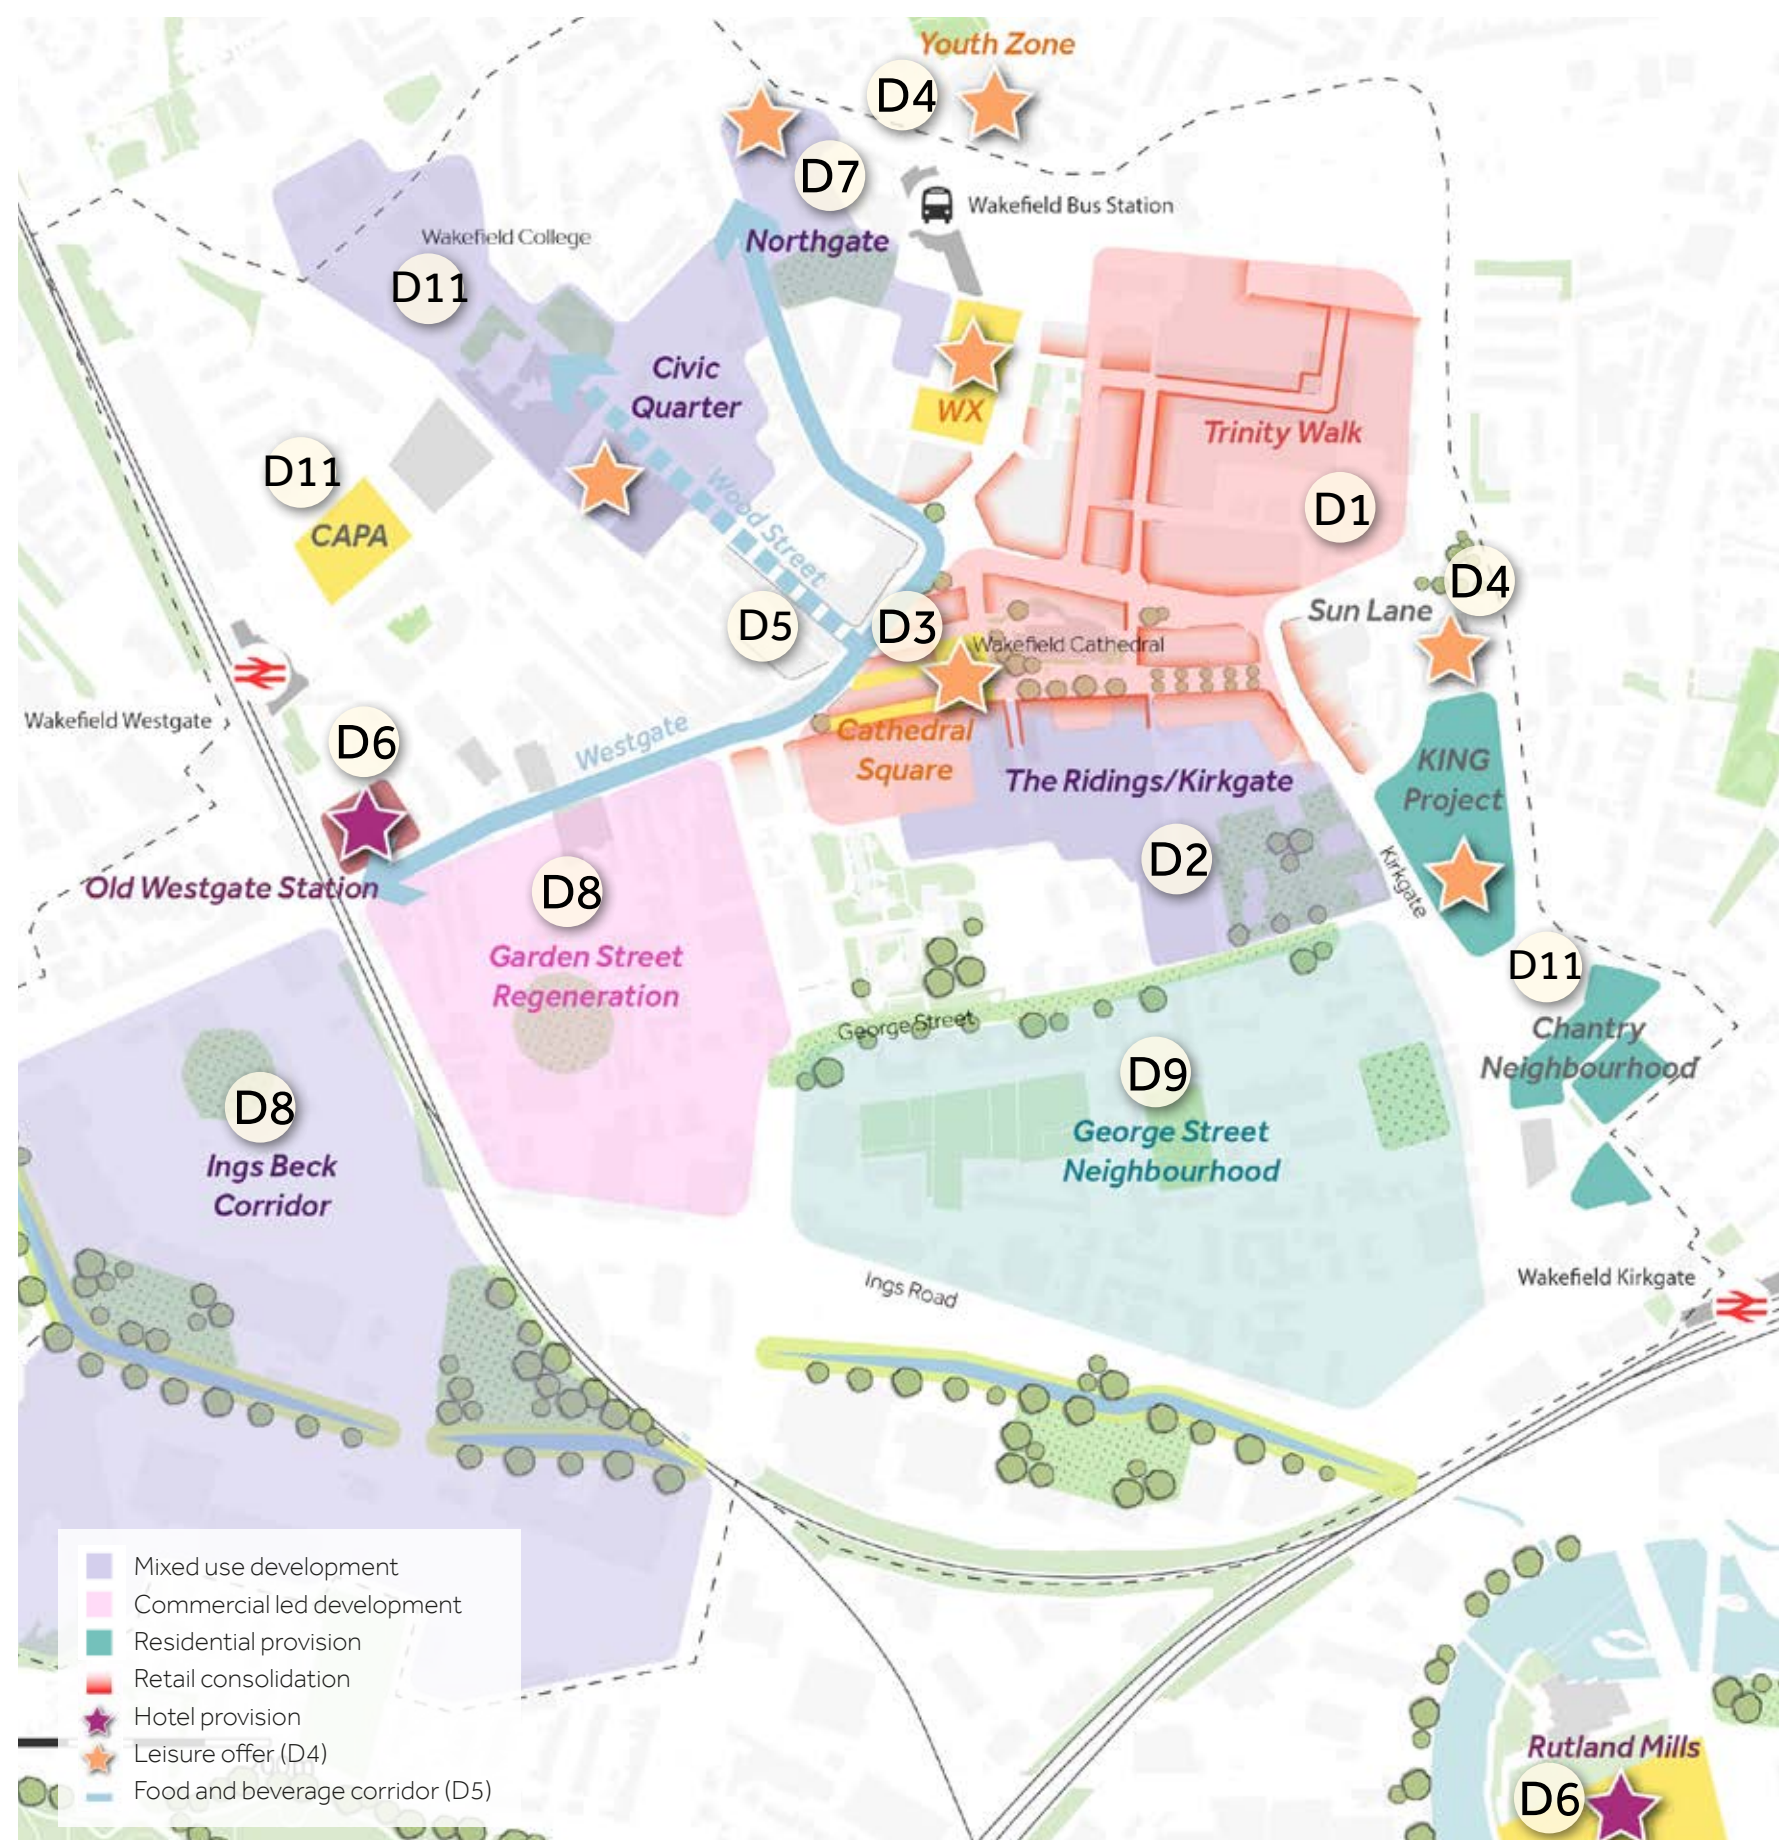 Youth Zone
D4
D7
Wakefield Bus Station
Northgate
Wakefield College
D11
Civic
Quarter
WX
Trinity Walk
D11
CAPA
Wood Street
D1
D4
D5
D3
Sun Lane
Wakefield Cathedral
Wakefield Westgate
D6
Westgate
Cathedral
Square
The Ridings/Kirkgate
KING
Project
D2
Kirkgate
Old Westgate Station
D8
Garden Street
Regeneration
D11
George Street
Chantry
Neighbourhood
D9
George Street
Neighbourhood
D8
Ings Beck
Corridor
Ings Road
Wakefield Kirkgate
Mixed use development
Commercial led development
Residential provision
Retail consolidation
Hotel provision
Leisure offer (D4)
Food and beverage corridor (D5)
Rutland Mills
D6